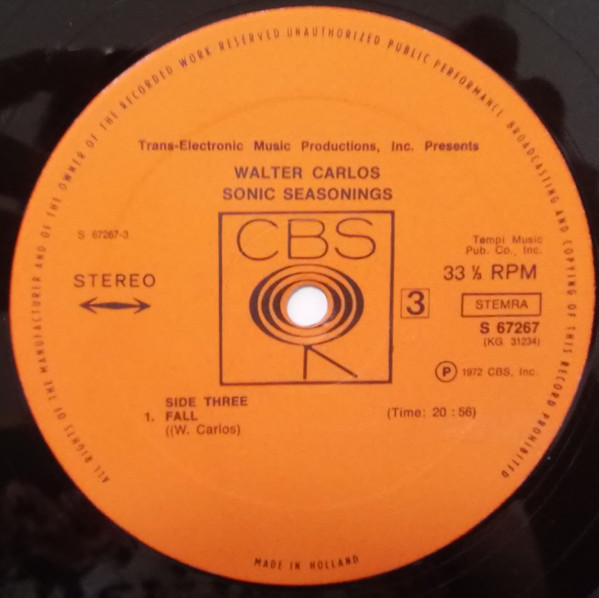 ALL RIGHTS OF THE MANUFACTURER AND OF THE OWNER OF THE RECORDED WORK RESERVED UNAUTHORIZED PUBLIC PERFORMANCE BROADCASTING AND COPYING OF THIS RECORD PROHIBITED
Trans-Electronic Music Productions, Inc. Presents
WALTER CARLOS
SONIC SEASONINGS
CBS
S 67267-3
Tempi Music
Pub. Co., Inc.
STEREO
33 ⅓ RPM
3
STEMRA
S 67267
(KG. 31234)
Ⓟ 1972 CBS, Inc.
SIDE THREE
1. FALL (Time: 20 : 56)
((W. Carlos)
MADE IN HOLLAND